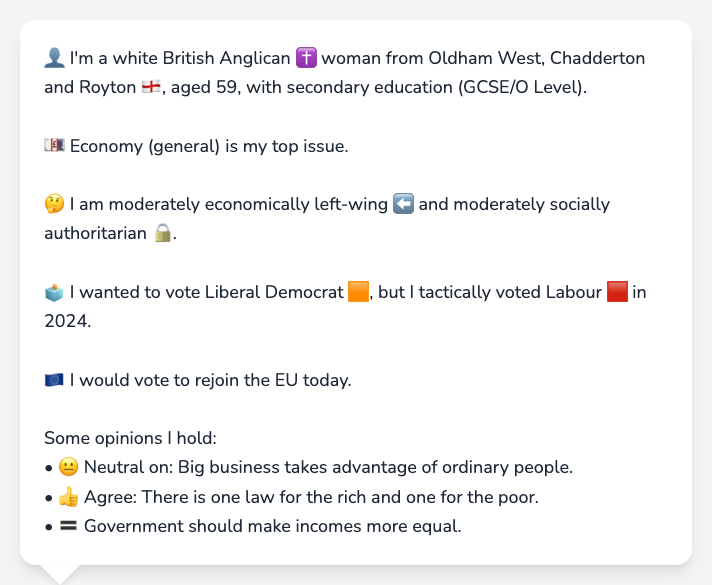 👤 I'm a white British Anglican ✝️ woman from Oldham West, Chadderton
and Royton 🏴󠁧󠁢󠁥󠁮󠁧󠁿, aged 59, with secondary education (GCSE/O Level).
💷 Economy (general) is my top issue.
🤔 I am moderately economically left-wing ⬅️ and moderately socially
authoritarian 🔒.
🗳️ I wanted to vote Liberal Democrat 🟧, but I tactically voted Labour 🟥 in
2024.
🇪🇺 I would vote to rejoin the EU today.
Some opinions I hold:
• 😐 Neutral on: Big business takes advantage of ordinary people.
• 👍 Agree: There is one law for the rich and one for the poor.
• 🟰 Government should make incomes more equal.